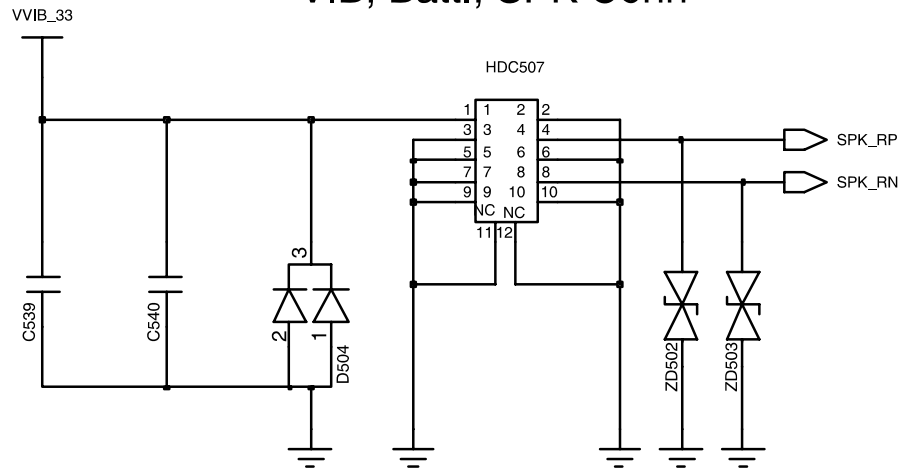 VVIB_33
HDC507
1 1 2 2
3 3 4 4
5 5 6 6
7 7 8 8
9 9 10 10
NC NC
11 12
SPK_RP
SPK_RN
C539
C540
3
2
1
D504
ZD502
ZD503